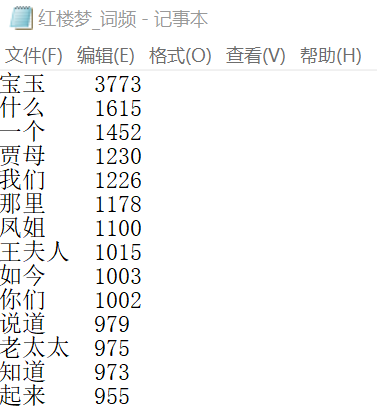 红楼梦_词频 - 记事本
文件(F) 编辑(E) 格式(O) 查看(V) 帮助(H)
宝玉 3773
什么 1615
一个 1452
贾母 1230
我们 1226
那里 1178
凤姐 1100
王夫人 1015
如今 1003
你们 1002
说道 979
老太太 975
知道 973
起来 955